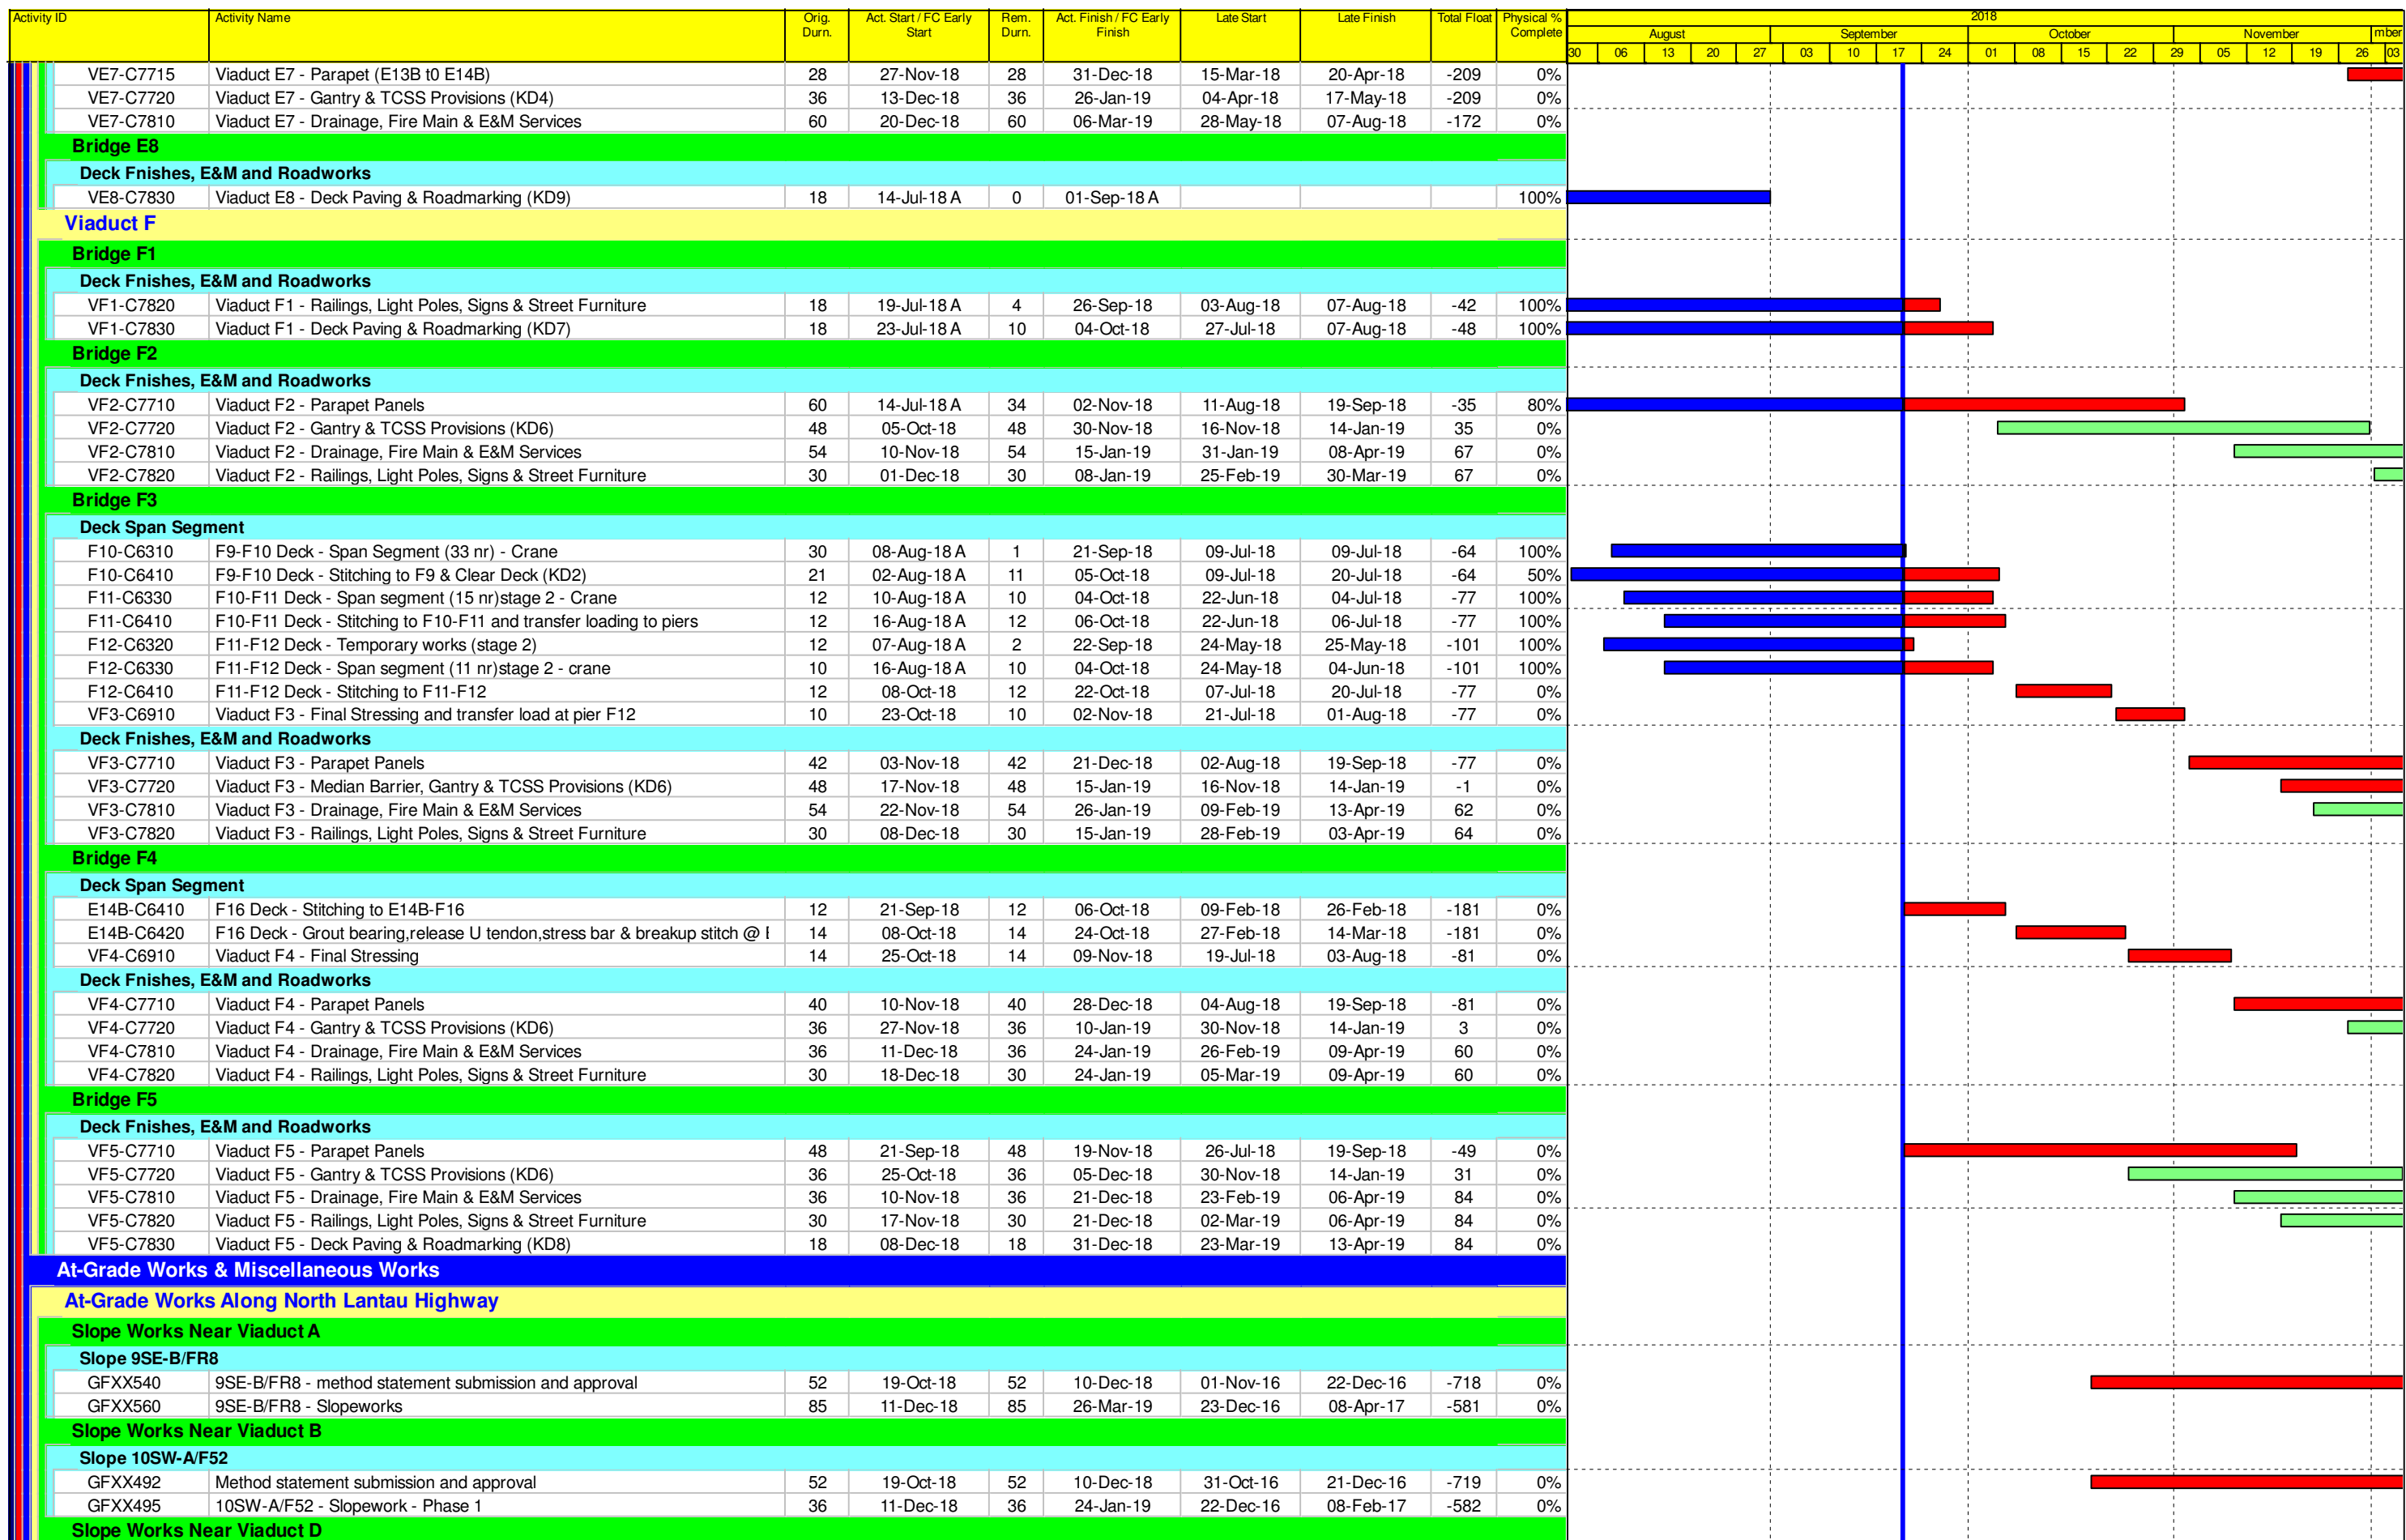 Activity ID Activity Name Orig. Durn. Act. Start / FC Early Start Rem. Durn. Act. Finish / FC Early Finish Late Start Late Finish Total Float Physical % Complete 2018
August September October November mber
30 06 13 20 27 03 10 17 24 01 08 15 22 29 05 12 19 26 03
VE7-C7715 Viaduct E7 - Parapet (E13B t0 E14B) 28 27-Nov-18 28 31-Dec-18 15-Mar-18 20-Apr-18 -209 0%
VE7-C7720 Viaduct E7 - Gantry & TCSS Provisions (KD4) 36 13-Dec-18 36 26-Jan-19 04-Apr-18 17-May-18 -209 0%
VE7-C7810 Viaduct E7 - Drainage, Fire Main & E&M Services 60 20-Dec-18 60 06-Mar-19 28-May-18 07-Aug-18 -172 0%
Bridge E8
Deck Fnishes, E&M and Roadworks
VE8-C7830 Viaduct E8 - Deck Paving & Roadmarking (KD9) 18 14-Jul-18 A 0 01-Sep-18 A 100%
Viaduct F
Bridge F1
Deck Fnishes, E&M and Roadworks
VF1-C7820 Viaduct F1 - Railings, Light Poles, Signs & Street Furniture 18 19-Jul-18 A 4 26-Sep-18 03-Aug-18 07-Aug-18 -42 100%
VF1-C7830 Viaduct F1 - Deck Paving & Roadmarking (KD7) 18 23-Jul-18 A 10 04-Oct-18 27-Jul-18 07-Aug-18 -48 100%
Bridge F2
Deck Fnishes, E&M and Roadworks
VF2-C7710 Viaduct F2 - Parapet Panels 60 14-Jul-18 A 34 02-Nov-18 11-Aug-18 19-Sep-18 -35 80%
VF2-C7720 Viaduct F2 - Gantry & TCSS Provisions (KD6) 48 05-Oct-18 48 30-Nov-18 16-Nov-18 14-Jan-19 35 0%
VF2-C7810 Viaduct F2 - Drainage, Fire Main & E&M Services 54 10-Nov-18 54 15-Jan-19 31-Jan-19 08-Apr-19 67 0%
VF2-C7820 Viaduct F2 - Railings, Light Poles, Signs & Street Furniture 30 01-Dec-18 30 08-Jan-19 25-Feb-19 30-Mar-19 67 0%
Bridge F3
Deck Span Segment
F10-C6310 F9-F10 Deck - Span Segment (33 nr) - Crane 30 08-Aug-18 A 1 21-Sep-18 09-Jul-18 09-Jul-18 -64 100%
F10-C6410 F9-F10 Deck - Stitching to F9 & Clear Deck (KD2) 21 02-Aug-18 A 11 05-Oct-18 09-Jul-18 20-Jul-18 -64 50%
F11-C6330 F10-F11 Deck - Span segment (15 nr)stage 2 - Crane 12 10-Aug-18 A 10 04-Oct-18 22-Jun-18 04-Jul-18 -77 100%
F11-C6410 F10-F11 Deck - Stitching to F10-F11 and transfer loading to piers 12 16-Aug-18 A 12 06-Oct-18 22-Jun-18 06-Jul-18 -77 100%
F12-C6320 F11-F12 Deck - Temporary works (stage 2) 12 07-Aug-18 A 2 22-Sep-18 24-May-18 25-May-18 -101 100%
F12-C6330 F11-F12 Deck - Span segment (11 nr)stage 2 - crane 10 16-Aug-18 A 10 04-Oct-18 24-May-18 04-Jun-18 -101 100%
F12-C6410 F11-F12 Deck - Stitching to F11-F12 12 08-Oct-18 12 22-Oct-18 07-Jul-18 20-Jul-18 -77 0%
VF3-C6910 Viaduct F3 - Final Stressing and transfer load at pier F12 10 23-Oct-18 10 02-Nov-18 21-Jul-18 01-Aug-18 -77 0%
Deck Fnishes, E&M and Roadworks
VF3-C7710 Viaduct F3 - Parapet Panels 42 03-Nov-18 42 21-Dec-18 02-Aug-18 19-Sep-18 -77 0%
VF3-C7720 Viaduct F3 - Median Barrier, Gantry & TCSS Provisions (KD6) 48 17-Nov-18 48 15-Jan-19 16-Nov-18 14-Jan-19 -1 0%
VF3-C7810 Viaduct F3 - Drainage, Fire Main & E&M Services 54 22-Nov-18 54 26-Jan-19 09-Feb-19 13-Apr-19 62 0%
VF3-C7820 Viaduct F3 - Railings, Light Poles, Signs & Street Furniture 30 08-Dec-18 30 15-Jan-19 28-Feb-19 03-Apr-19 64 0%
Bridge F4
Deck Span Segment
E14B-C6410 F16 Deck - Stitching to E14B-F16 12 21-Sep-18 12 06-Oct-18 09-Feb-18 26-Feb-18 -181 0%
E14B-C6420 F16 Deck - Grout bearing,release U tendon,stress bar & breakup stitch @ 14 08-Oct-18 14 24-Oct-18 27-Feb-18 14-Mar-18 -181 0%
VF4-C6910 Viaduct F4 - Final Stressing 14 25-Oct-18 14 09-Nov-18 19-Jul-18 03-Aug-18 -81 0%
Deck Fnishes, E&M and Roadworks
VF4-C7710 Viaduct F4 - Parapet Panels 40 10-Nov-18 40 28-Dec-18 04-Aug-18 19-Sep-18 -81 0%
VF4-C7720 Viaduct F4 - Gantry & TCSS Provisions (KD6) 36 27-Nov-18 36 10-Jan-19 30-Nov-18 14-Jan-19 3 0%
VF4-C7810 Viaduct F4 - Drainage, Fire Main & E&M Services 36 11-Dec-18 36 24-Jan-19 26-Feb-19 09-Apr-19 60 0%
VF4-C7820 Viaduct F4 - Railings, Light Poles, Signs & Street Furniture 30 18-Dec-18 30 24-Jan-19 05-Mar-19 09-Apr-19 60 0%
Bridge F5
Deck Fnishes, E&M and Roadworks
VF5-C7710 Viaduct F5 - Parapet Panels 48 21-Sep-18 48 19-Nov-18 26-Jul-18 19-Sep-18 -49 0%
VF5-C7720 Viaduct F5 - Gantry & TCSS Provisions (KD6) 36 25-Oct-18 36 05-Dec-18 30-Nov-18 14-Jan-19 31 0%
VF5-C7810 Viaduct F5 - Drainage, Fire Main & E&M Services 36 10-Nov-18 36 21-Dec-18 23-Feb-19 06-Apr-19 84 0%
VF5-C7820 Viaduct F5 - Railings, Light Poles, Signs & Street Furniture 30 17-Nov-18 30 21-Dec-18 02-Mar-19 06-Apr-19 84 0%
VF5-C7830 Viaduct F5 - Deck Paving & Roadmarking (KD8) 18 08-Dec-18 18 31-Dec-18 23-Mar-19 13-Apr-19 84 0%
At-Grade Works & Miscellaneous Works
At-Grade Works Along North Lantau Highway
Slope Works Near Viaduct A
Slope 9SE-B/FR8
GFXX540 9SE-B/FR8 - method statement submission and approval 52 19-Oct-18 52 10-Dec-18 01-Nov-16 22-Dec-16 -718 0%
GFXX560 9SE-B/FR8 - Slopeworks 85 11-Dec-18 85 26-Mar-19 23-Dec-16 08-Apr-17 -581 0%
Slope Works Near Viaduct B
Slope 10SW-A/F52
GFXX492 Method statement submission and approval 52 19-Oct-18 52 10-Dec-18 31-Oct-16 21-Dec-16 -719 0%
GFXX495 10SW-A/F52 - Slopework - Phase 1 36 11-Dec-18 36 24-Jan-19 22-Dec-16 08-Feb-17 -582 0%
Slope Works Near Viaduct D